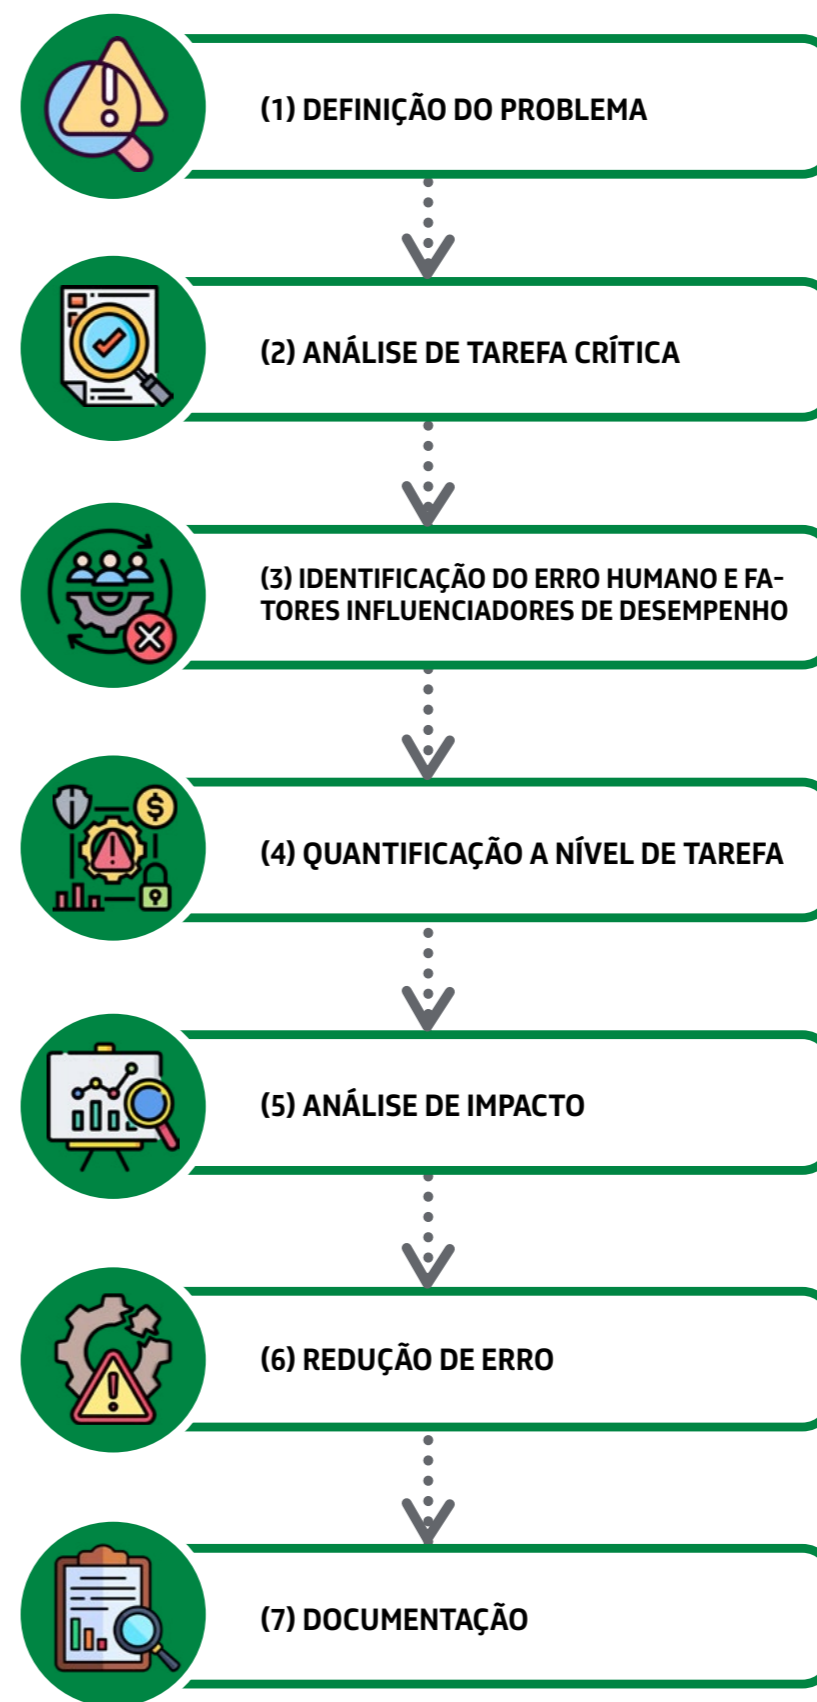 (1) DEFINIÇÃO DO PROBLEMA
(2) ANÁLISE DE TAREFA CRÍTICA
(3) IDENTIFICAÇÃO DO ERRO HUMANO E FA-
TORES INFLUENCIADORES DE DESEMPENHO
(4) QUANTIFICAÇÃO A NÍVEL DE TAREFA
(5) ANÁLISE DE IMPACTO
(6) REDUÇÃO DE ERRO
(7) DOCUMENTAÇÃO